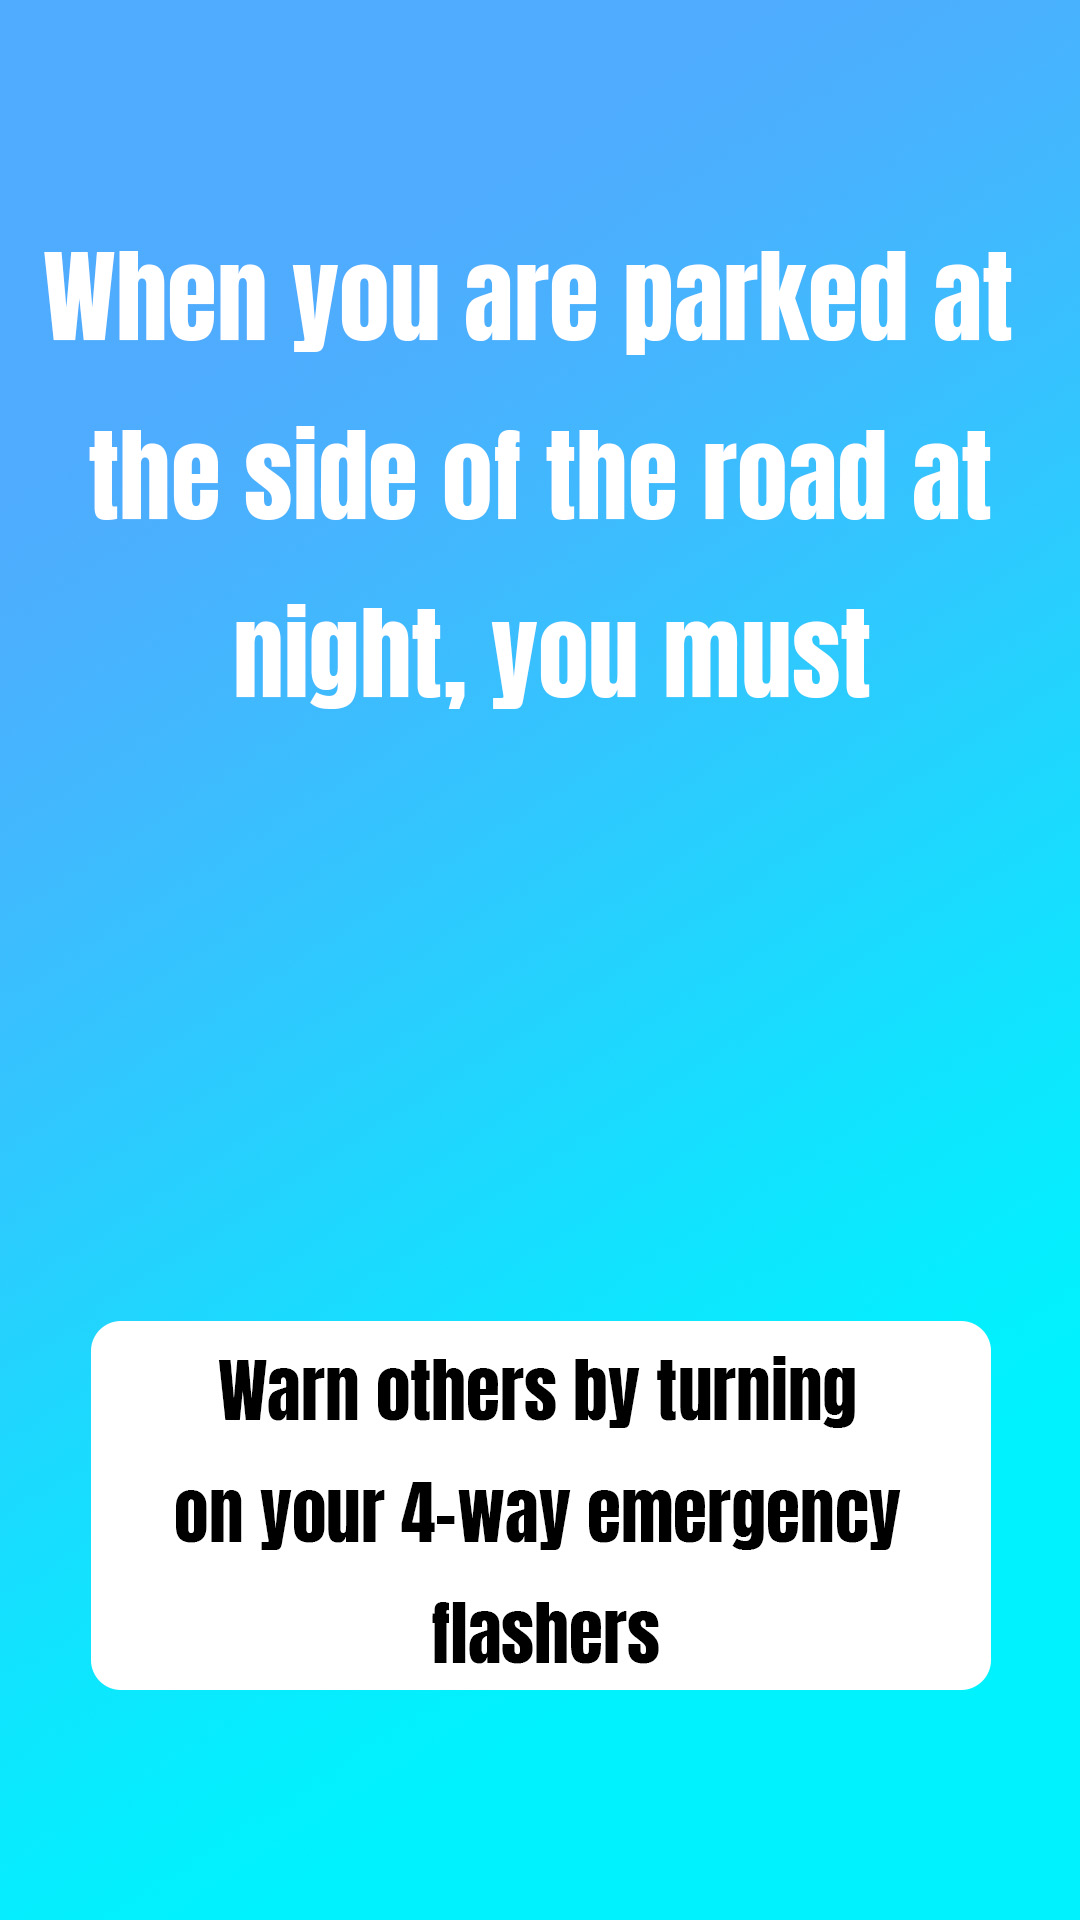 When you are parked at
the side of the road at
night, you must
Warn others by turning
on your 4-way emergency
flashers